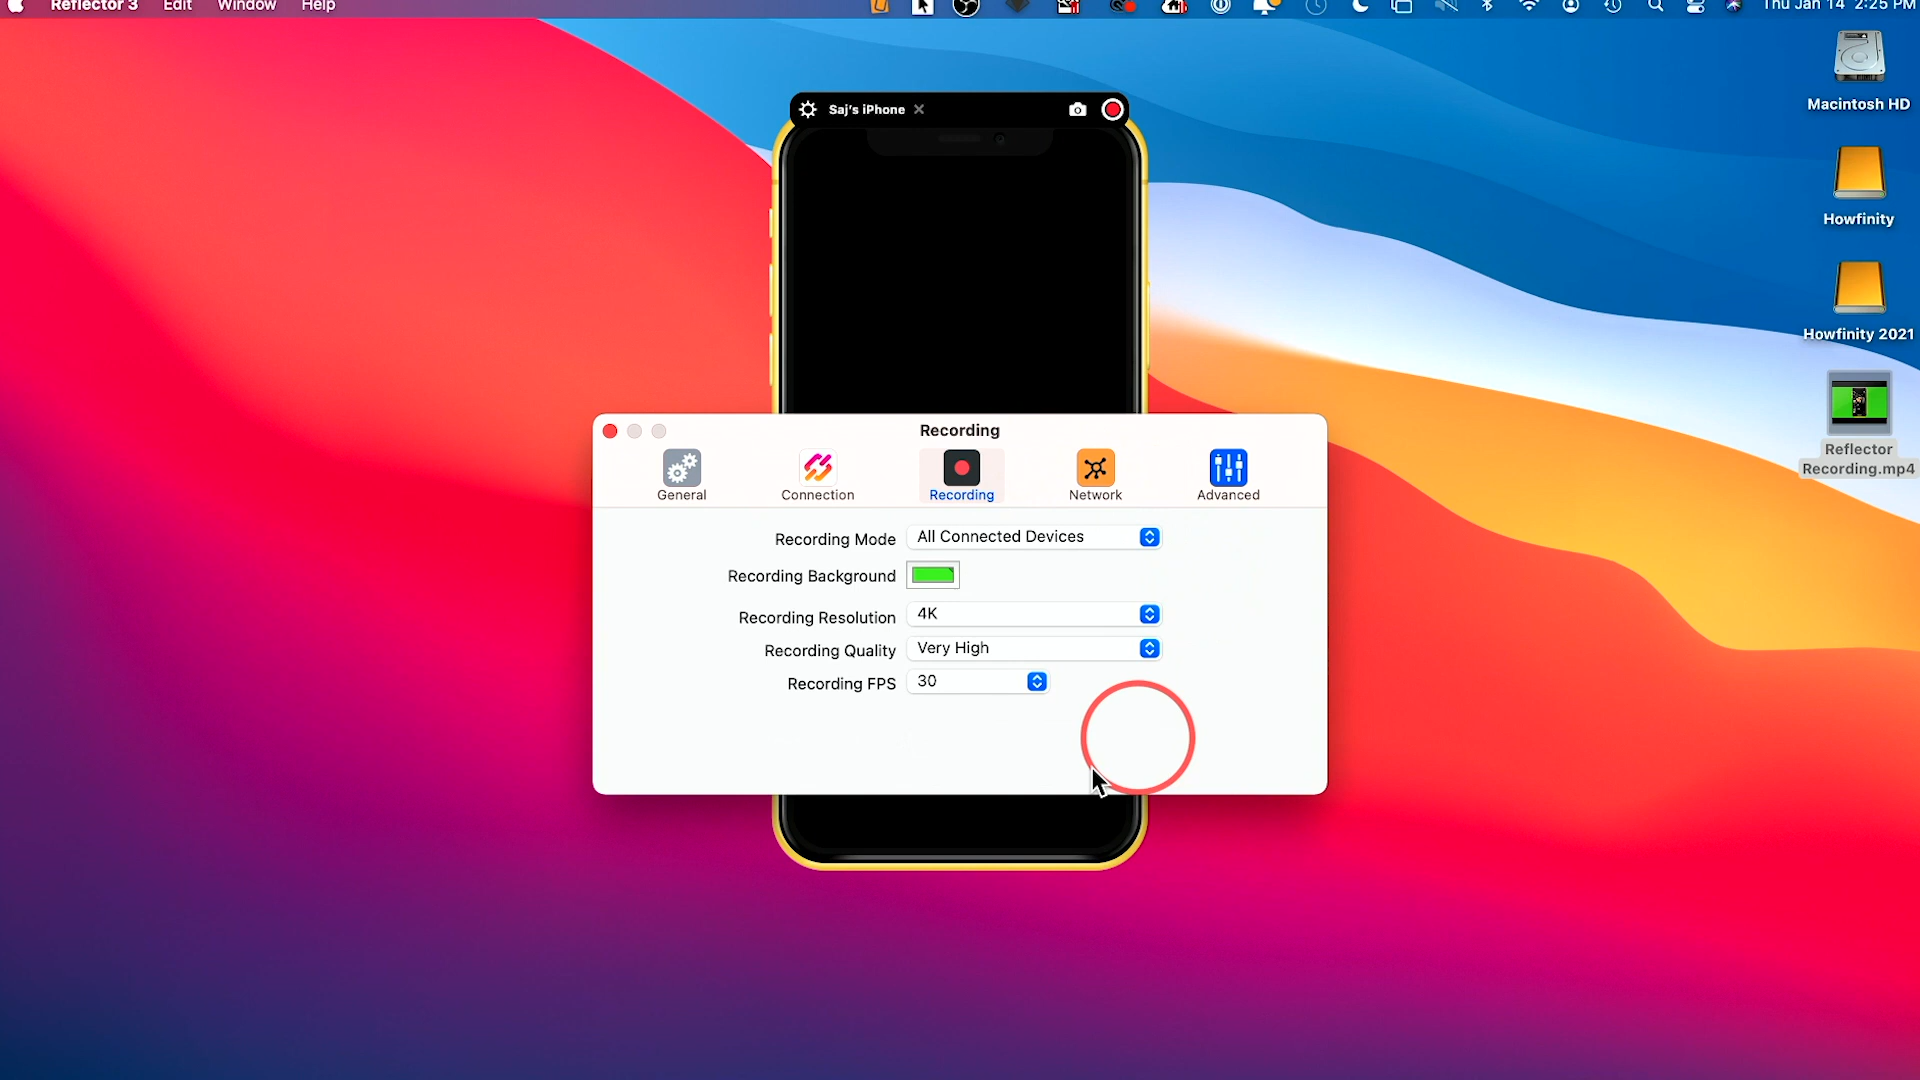 Reflector 3 Edit Window Help Thu Jan 14 2:25 PM
Macintosh HD
Saj's iPhone
Howfinity
Howfinity 2021
Reflector
Recording.mp4
Recording
General Connection Recording Network Advanced
Recording Mode All Connected Devices
Recording Background
Recording Resolution 4K
Recording Quality Very High
Recording FPS 30